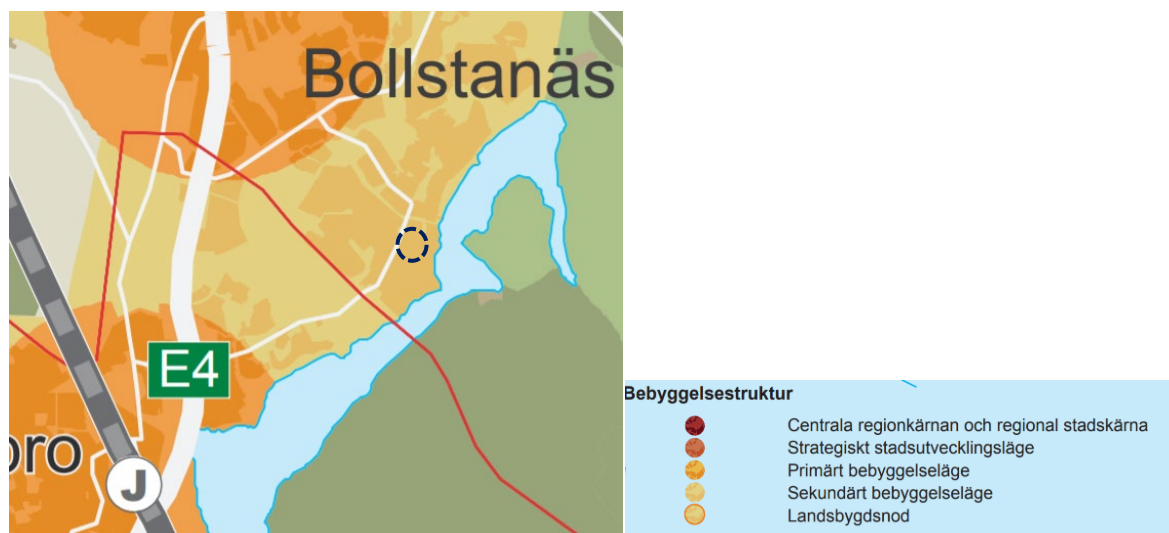 Bollstanäs
E4
oro
J
Bebyggelsestruktur
Centrala regionkärnan och regional stadskärna
Strategiskt stadsutvecklingsläge
Primärt bebyggelseläge
Sekundärt bebyggelseläge
Landsbygdsnod